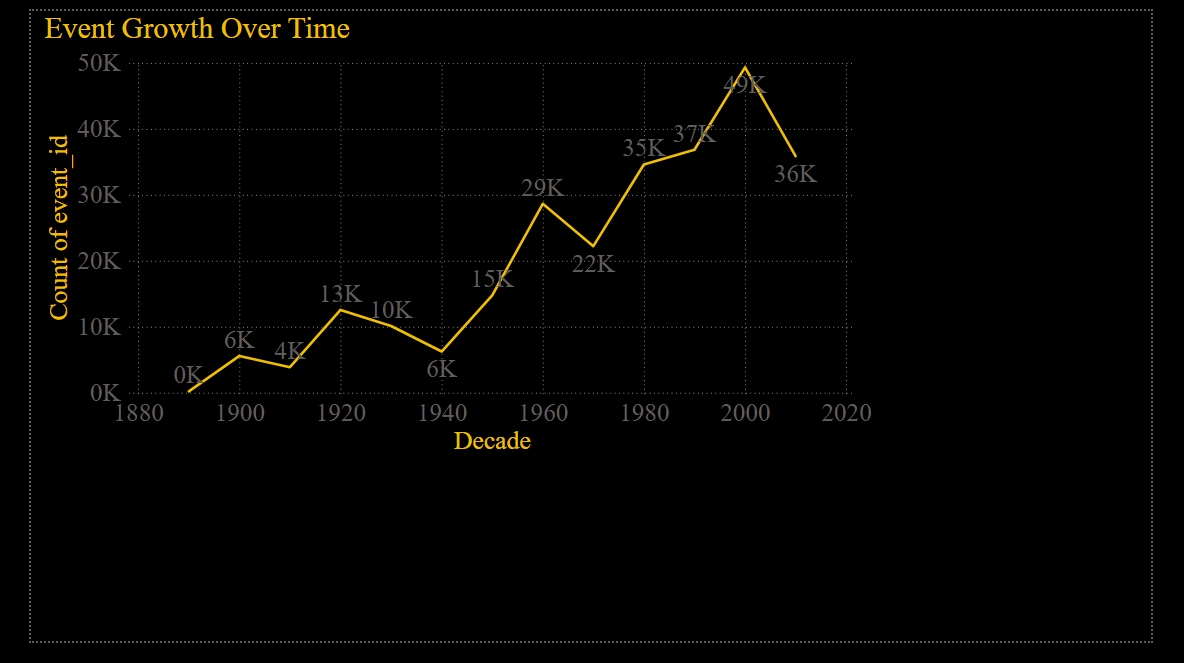 Event Growth Over Time
50K
40K
30K
20K
10K
0K
Count of event_id
0K
6K
4K
13K
10K
6K
15K
29K
22K
35K
37K
49K
36K
1880 1900 1920 1940 1960 1980 2000 2020
Decade